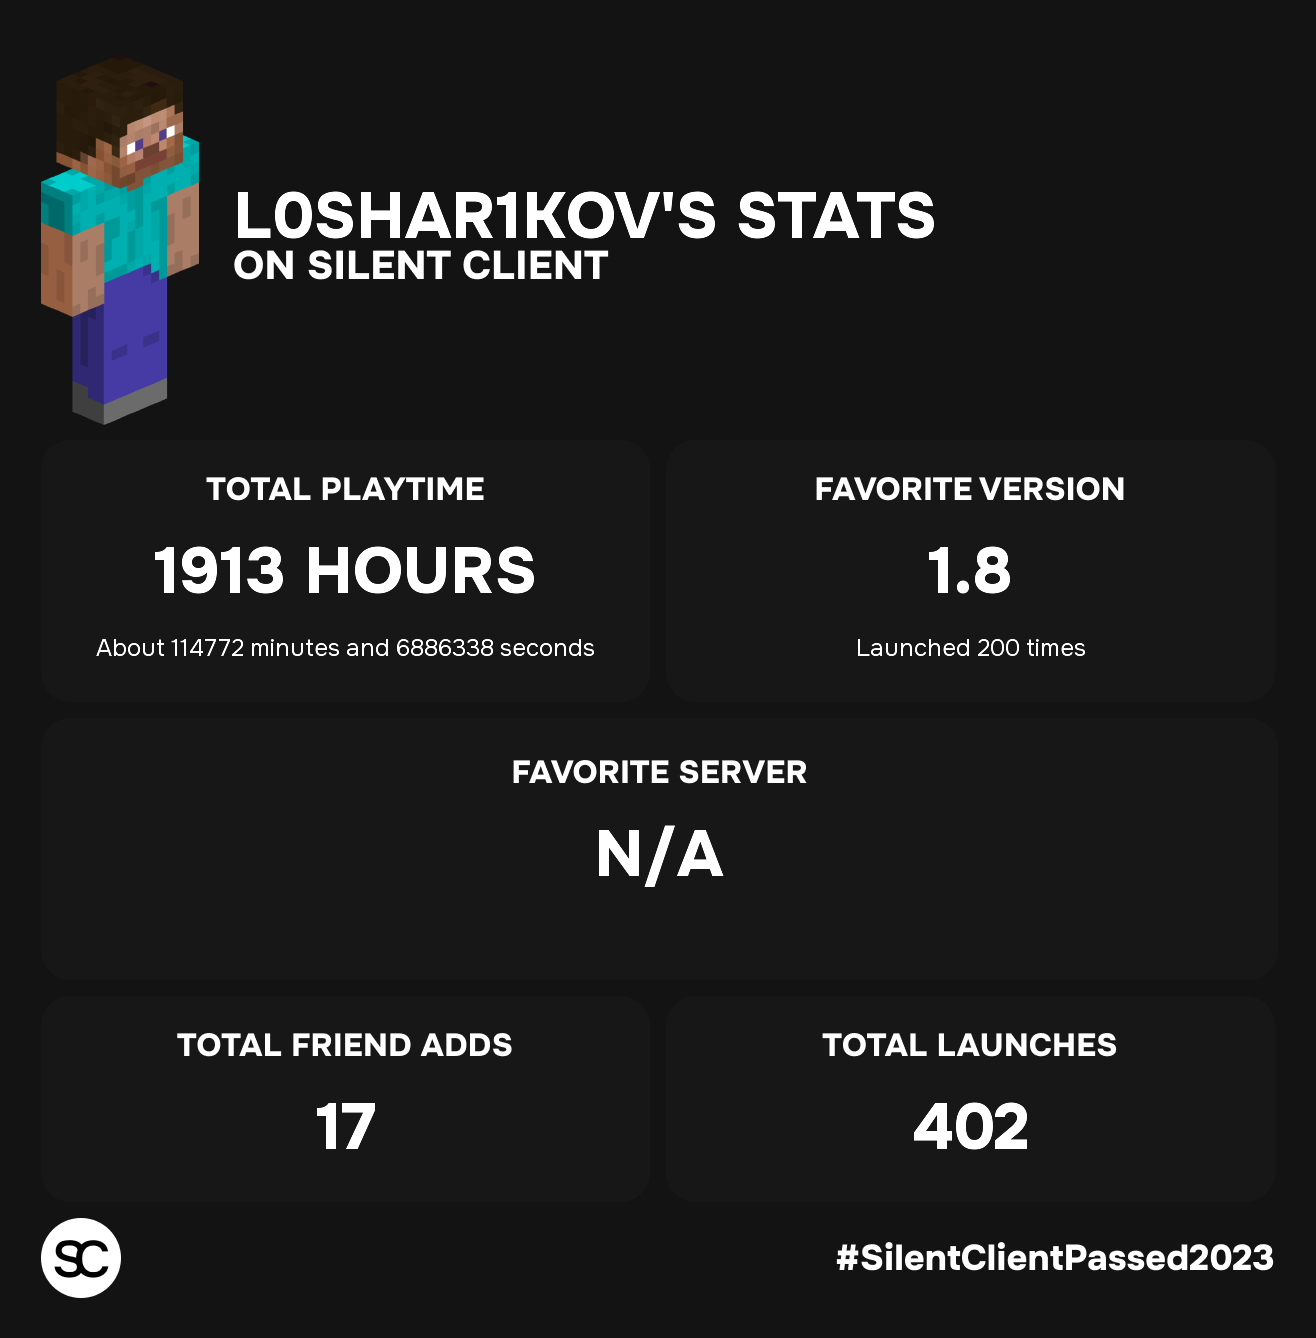 L0SHAR1KOV'S STATS
ON SILENT CLIENT
TOTAL PLAYTIME
1913 HOURS
About 114772 minutes and 6886338 seconds
FAVORITE VERSION
1.8
Launched 200 times
FAVORITE SERVER
N/A
TOTAL FRIEND ADDS
17
TOTAL LAUNCHES
402
SC
#SilentClientPassed2023